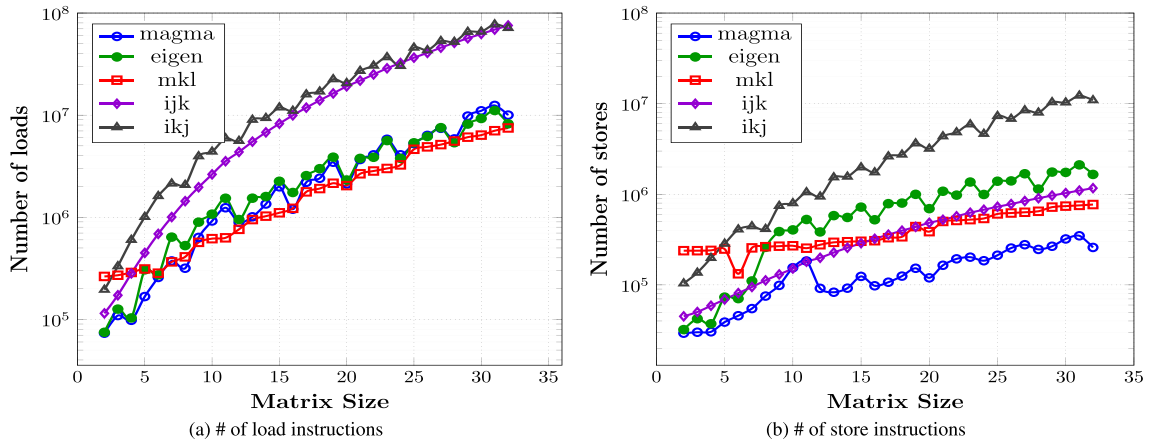 10^8
10^7
10^6
10^5
Number of loads
magma
eigen
mkl
ijk
ikj
0 5 10 15 20 25 30 35
Matrix Size
(a) # of load instructions
10^8
10^7
10^6
10^5
Number of stores
magma
eigen
mkl
ijk
ikj
0 5 10 15 20 25 30 35
Matrix Size
(b) # of store instructions